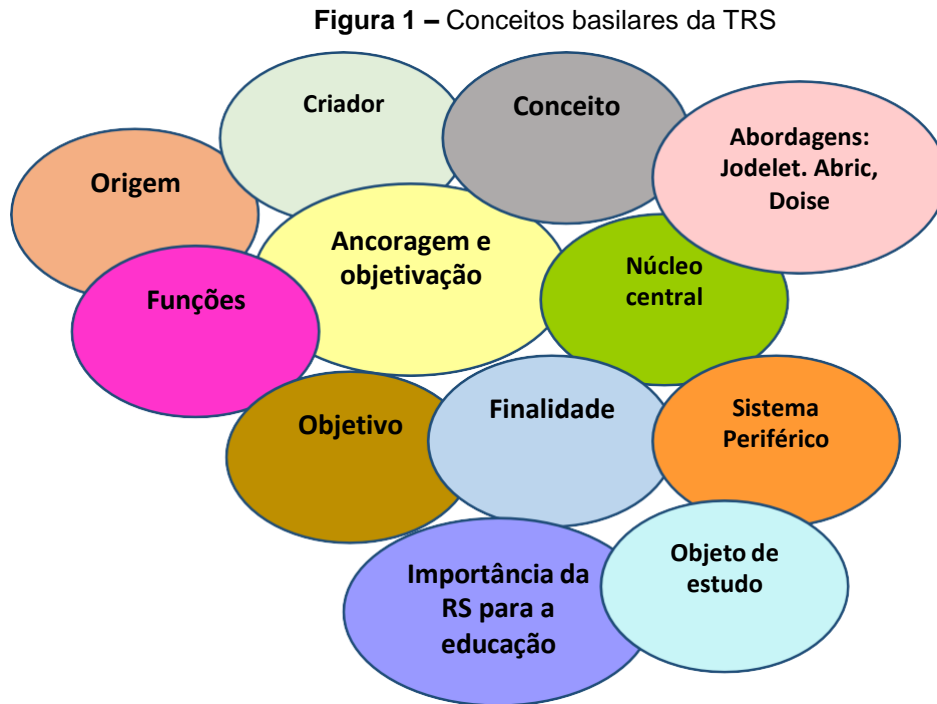 Figura 1 – Conceitos basilares da TRS
Criador
Conceito
Abordagens:
Jodelet. Abric,
Doise
Origem
Ancoragem e
objetivação
Núcleo
central
Funções
Objetivo
Finalidade
Sistema
Periférico
Importância da
RS para a
educação
Objeto de
estudo